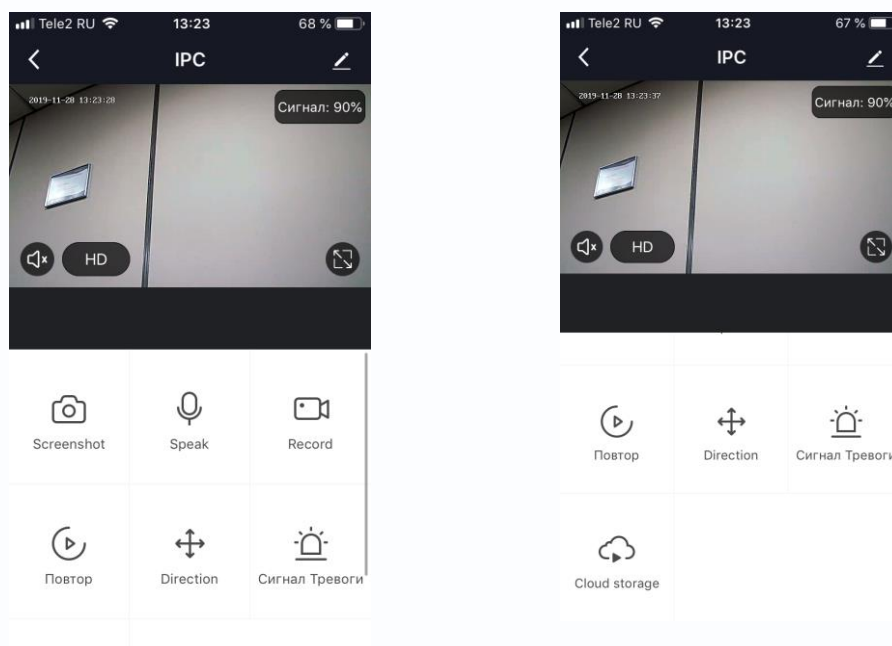 Tele2 RU 13:23 68 %
IPC
2019-11-28 13:23:28
Сигнал: 90%
HD
Screenshot Speak Record
Повтор Direction Сигнал Тревоги
Tele2 RU 13:23 67 %
IPC
2019-11-28 13:23:37
Сигнал: 90%
HD
Повтор Direction Сигнал Тревоги
Cloud storage